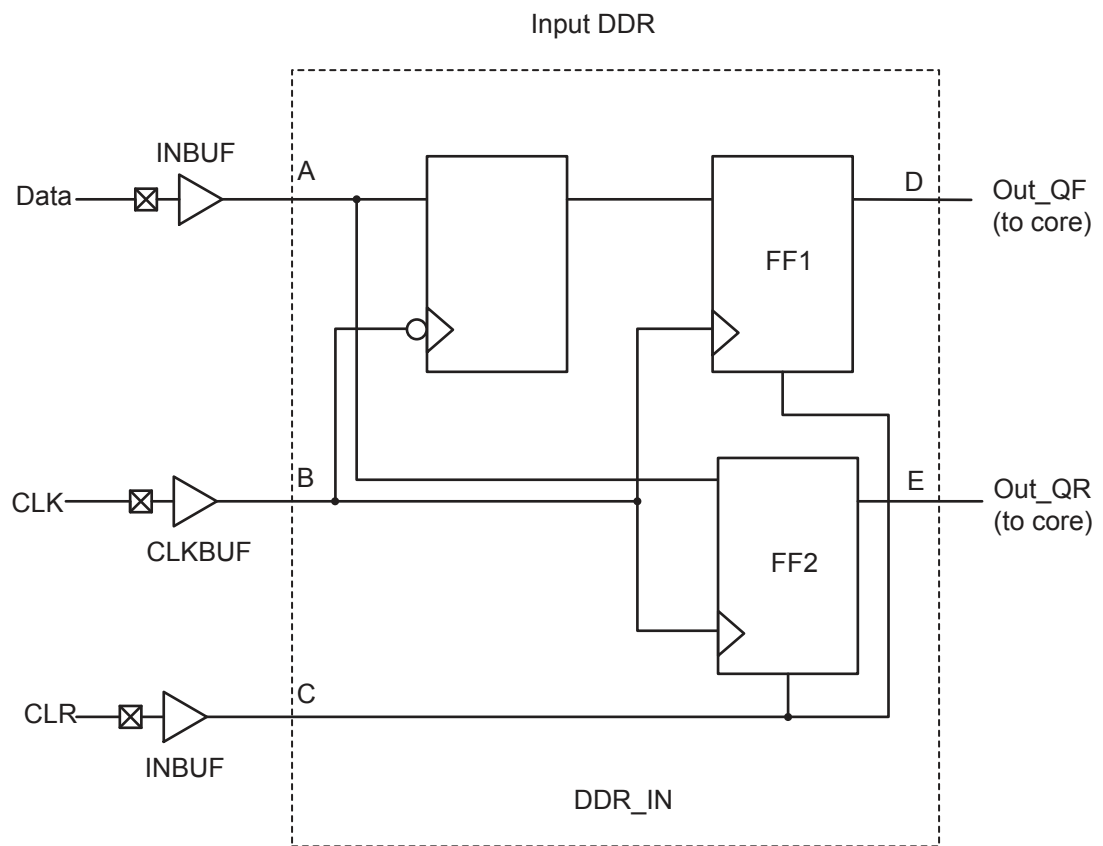 Input DDR
INBUF
A
Data
D
Out_QF
(to core)
FF1
B
CLK
CLKBUF
E
Out_QR
(to core)
FF2
C
CLR
INBUF
DDR_IN